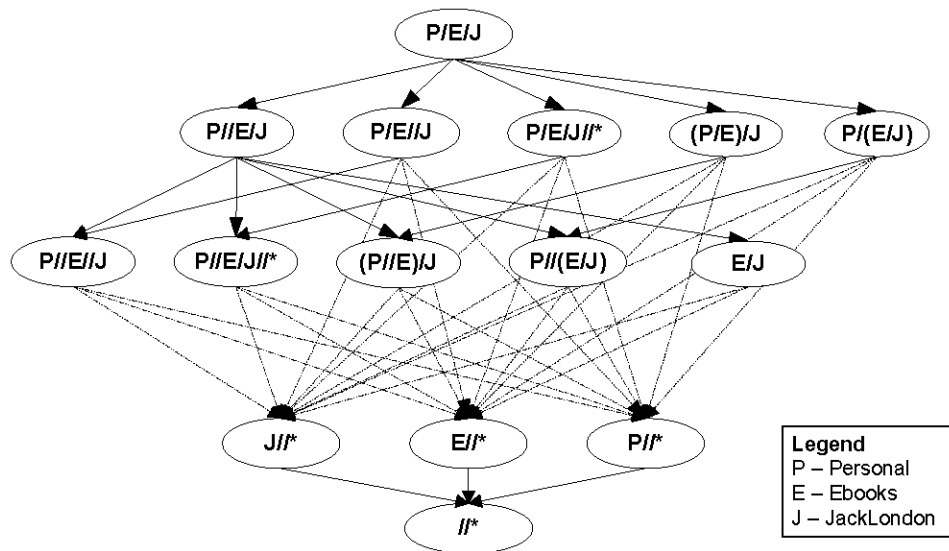 P/E/J
P//E/J P/E//J P/E/J//* (P/E)/J P/(E/J)
P//E//J P//E/J//* (P//E)/J P//(E/J) E/J
J//* E//* P//*
//*
Legend
P – Personal
E – Ebooks
J – JackLondon